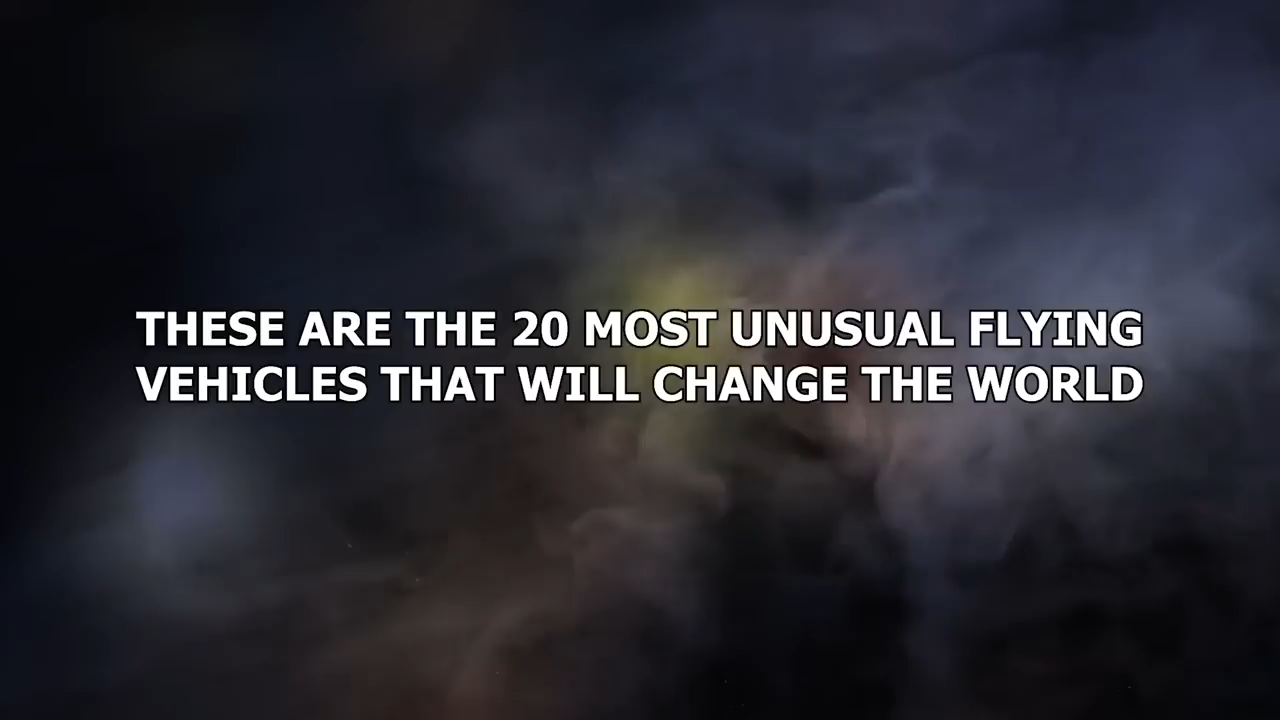 THESE ARE THE 20 MOST UNUSUAL FLYING
VEHICLES THAT WILL CHANGE THE WORLD